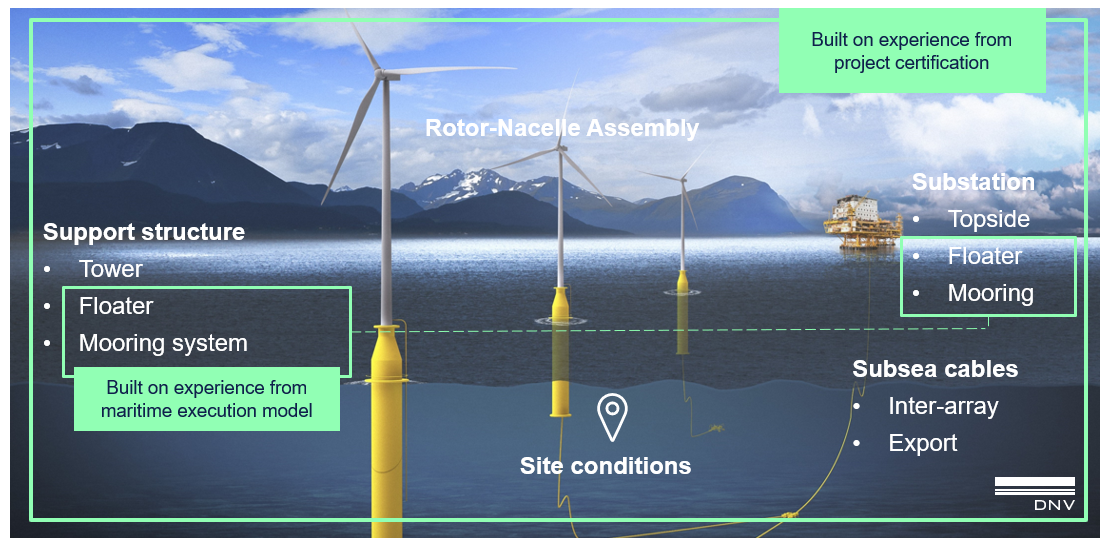 Built on experience from
project certification
Rotor-Nacelle Assembly
Substation
• Topside
• Floater
• Mooring
Support structure
• Tower
• Floater
• Mooring system
Built on experience from
maritime execution model
Subsea cables
• Inter-array
• Export
Site conditions
DNV